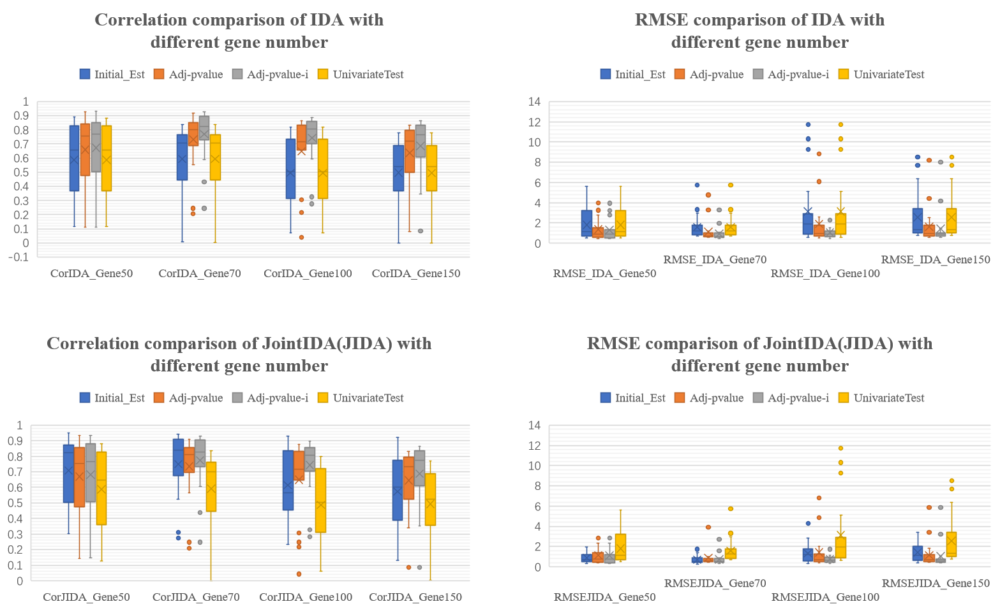 Correlation comparison of IDA with
different gene number
Initial_Est Adj-pvalue Adj-pvalue-i UnivariateTest
1
0.9
0.8
0.7
0.6
0.5
0.4
0.3
0.2
0.1
0
-0.1
CorIDA_Gene50 CorIDA_Gene70 CorIDA_Gene100 CorIDA_Gene150
RMSE comparison of IDA with
different gene number
Initial_Est Adj-pvalue Adj-pvalue-i UnivariateTest
14
12
10
8
6
4
2
0
RMSE_IDA_Gene70 RMSE_IDA_Gene150
RMSE_IDA_Gene50 RMSE_IDA_Gene100
Correlation comparison of JointIDA(JIDA) with
different gene number
Initial_Est Adj-pvalue Adj-pvalue-i UnivariateTest
1
0.9
0.8
0.7
0.6
0.5
0.4
0.3
0.2
0.1
0
CorJIDA_Gene50 CorJIDA_Gene70 CorJIDA_Gene100 CorJIDA_Gene150
RMSE comparison of JointIDA(JIDA) with
different gene number
Initial_Est Adj-pvalue Adj-pvalue-i UnivariateTest
14
12
10
8
6
4
2
0
RMSEJIDA_Gene70 RMSEJIDA_Gene150
RMSEJIDA_Gene50 RMSEJIDA_Gene100